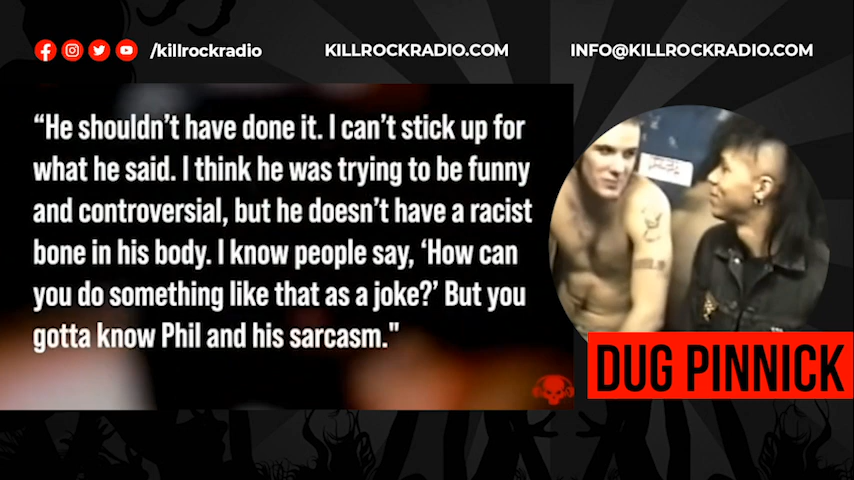 /killrockradio
KILLROCKRADIO.COM
INFO@KILLROCKRADIO.COM
“He shouldn’t have done it. I can’t stick up for
what he said. I think he was trying to be funny
and controversial, but he doesn’t have a racist
bone in his body. I know people say, ‘How can
you do something like that as a joke?’ But you
gotta know Phil and his sarcasm."
DUG PINNICK